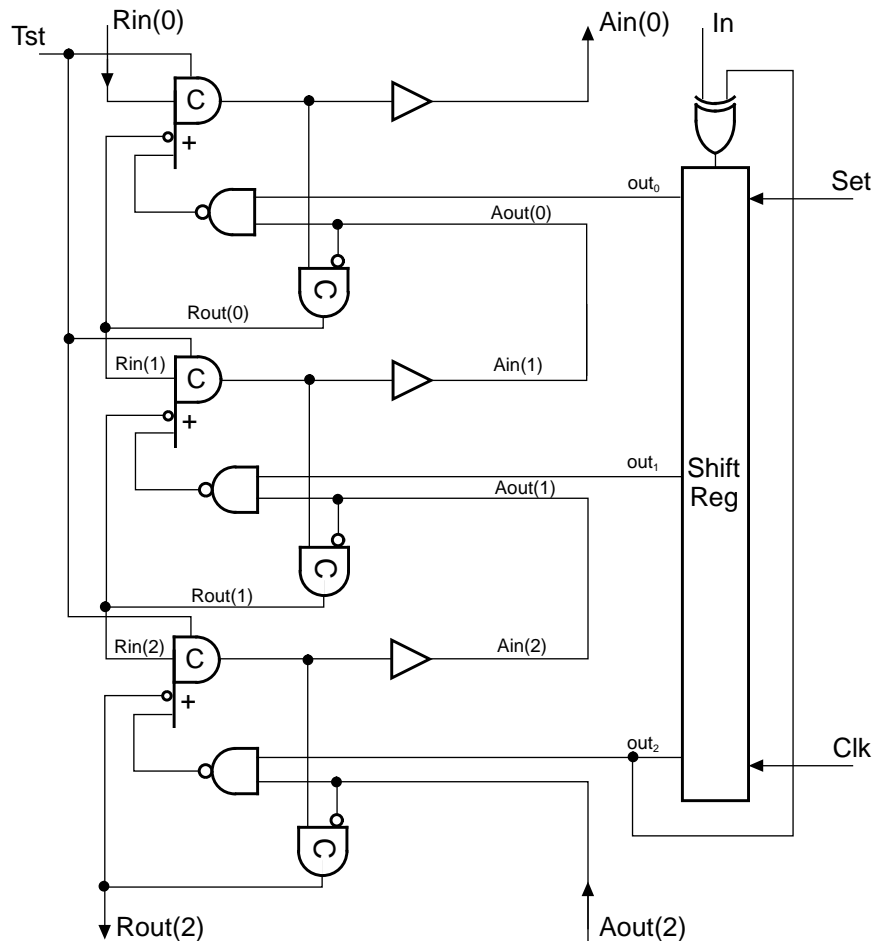 Rin(0)
Ain(0)
In
Tst
C
+
out₀
Set
Aout(0)
C
Rout(0)
Rin(1)
C
Ain(1)
+
out₁
Shift
Reg
Aout(1)
C
Rout(1)
Rin(2)
C
Ain(2)
+
out₂
Clk
C
Rout(2)
Aout(2)